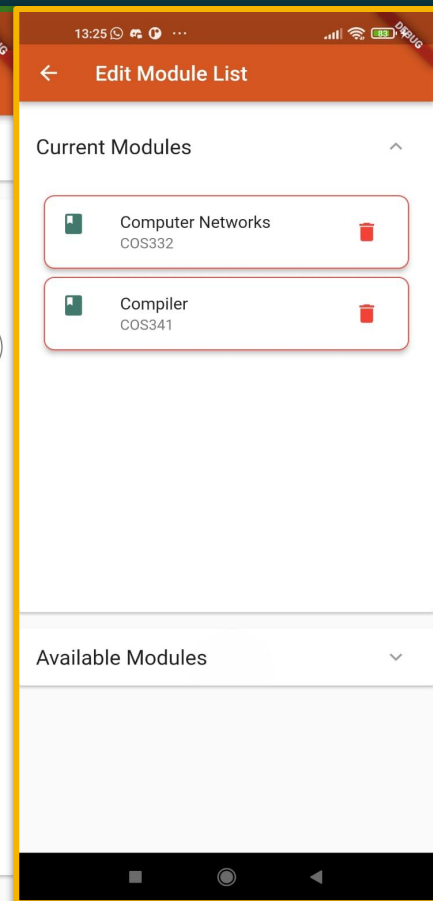 13:25
83
DEBUG
Edit Module List
Current Modules
Computer Networks
COS332
Compiler
COS341
Available Modules